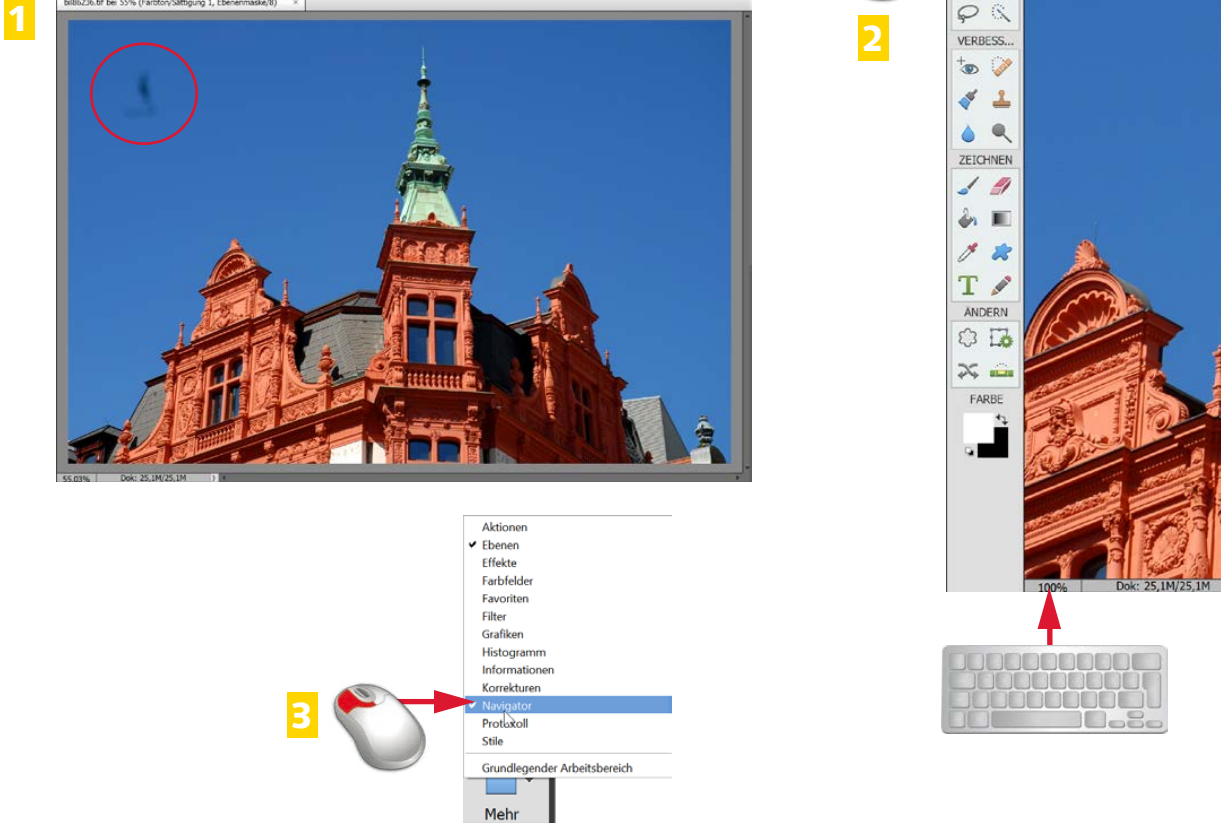 1
bil86236.tif bei 55% (Farbton/Sättigung 1, Ebenenmaske/8) ×
55,03% Dok: 25,1M/25,1M
2
VERBESS...
ZEICHNEN
T
ÄNDERN
FARBE
100% Dok: 25,1M/25,1M
3
Aktionen
Ebenen
Effekte
Farbfelder
Favoriten
Filter
Grafiken
Histogramm
Informationen
Korrekturen
Navigator
Protokoll
Stile
Grundlegender Arbeitsbereich
Mehr